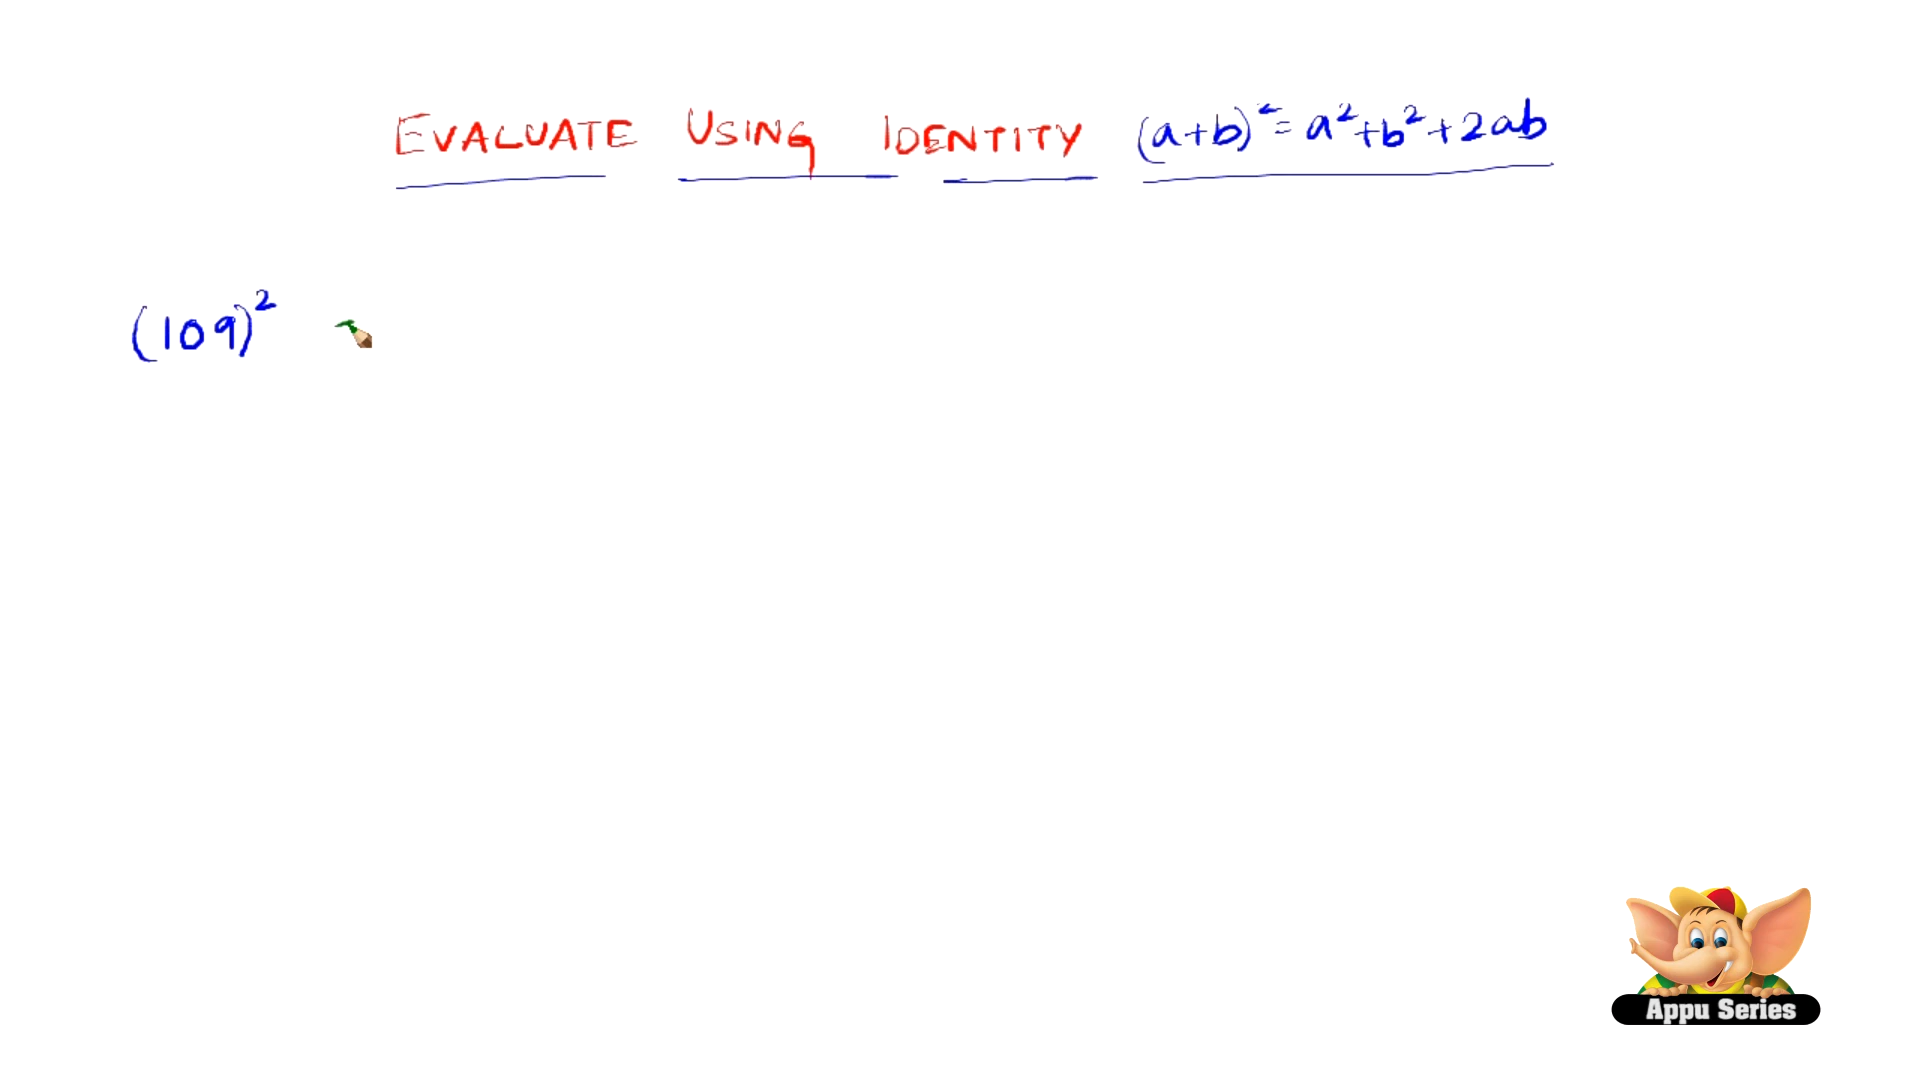 EVALUATE USING IDENTITY (a+b)²= a²+b²+2ab
(109)²
Appu Series